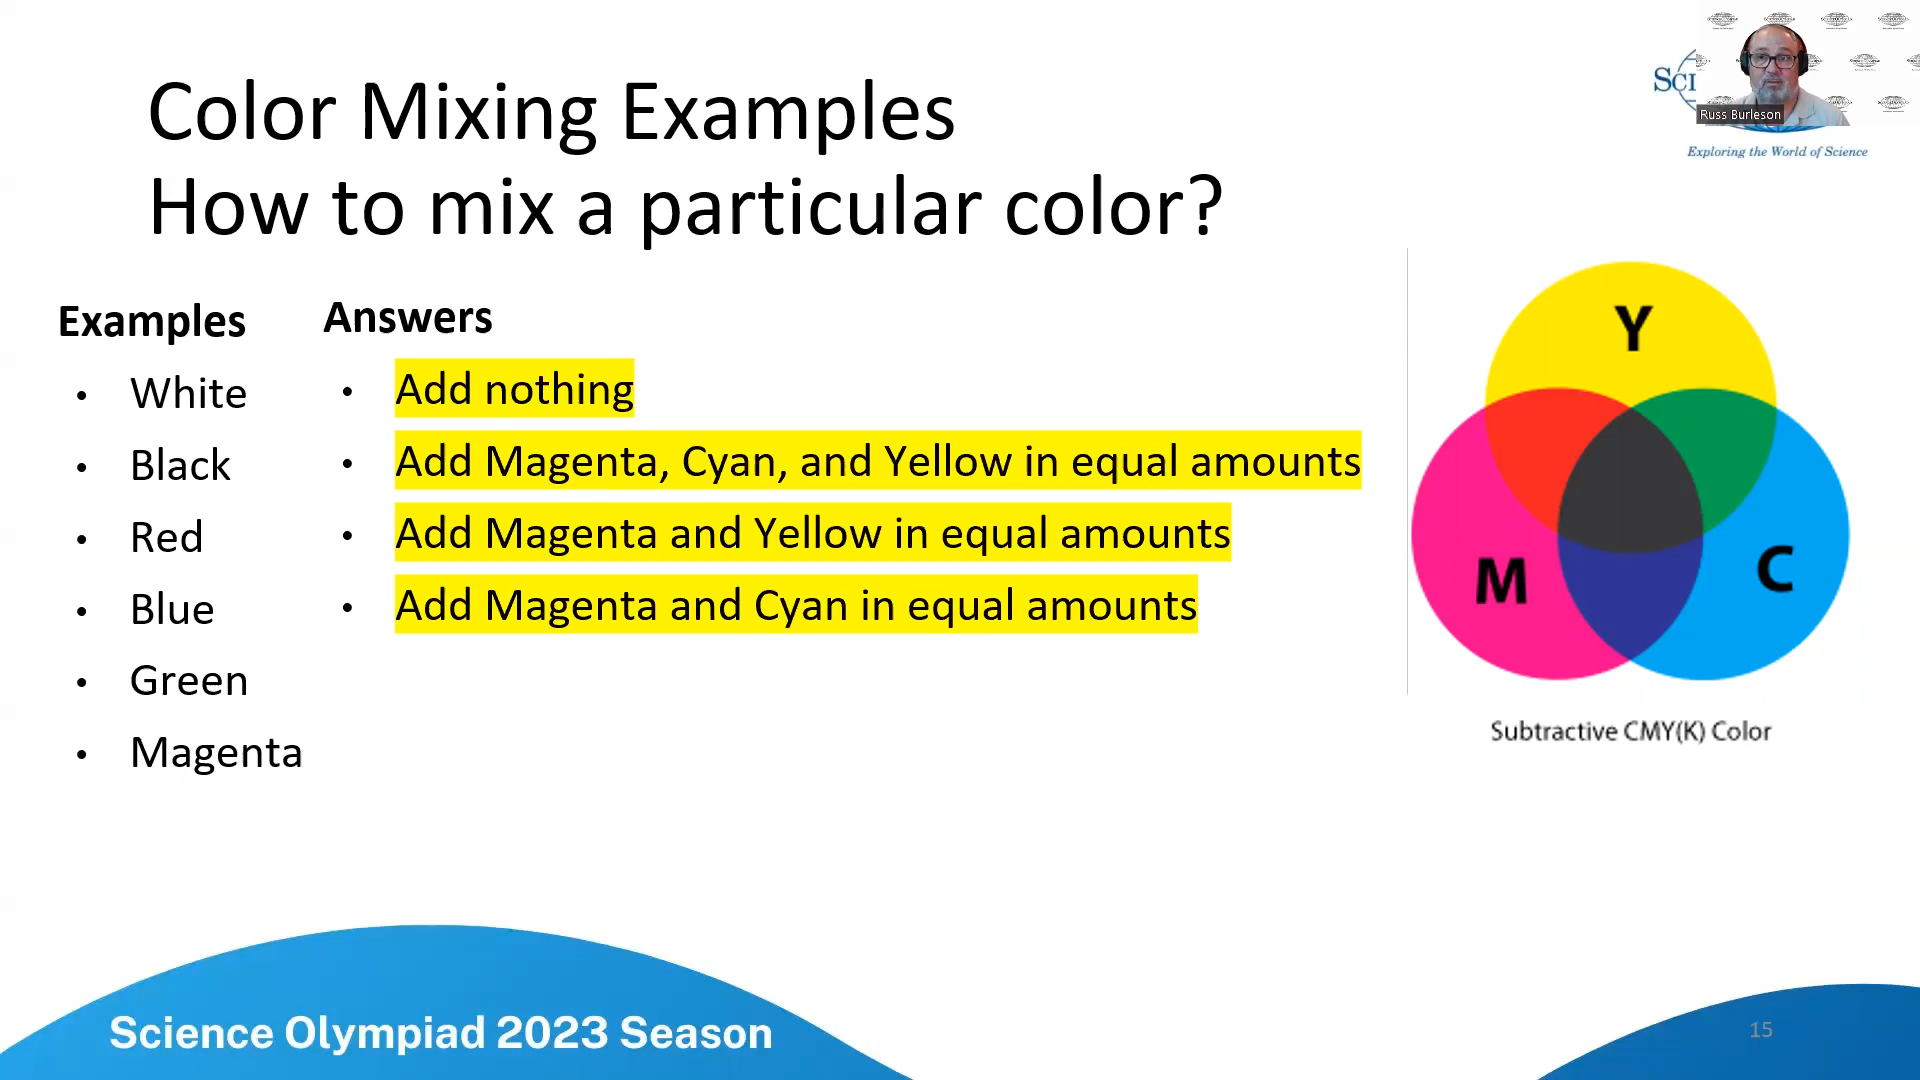 Color Mixing Examples
How to mix a particular color?
SCI
Russ Burleson
Exploring the World of Science
Examples
• White
• Black
• Red
• Blue
• Green
• Magenta
Answers
• Add nothing
• Add Magenta, Cyan, and Yellow in equal amounts
• Add Magenta and Yellow in equal amounts
• Add Magenta and Cyan in equal amounts
Y
M
C
Subtractive CMY(K) Color
Science Olympiad 2023 Season
15